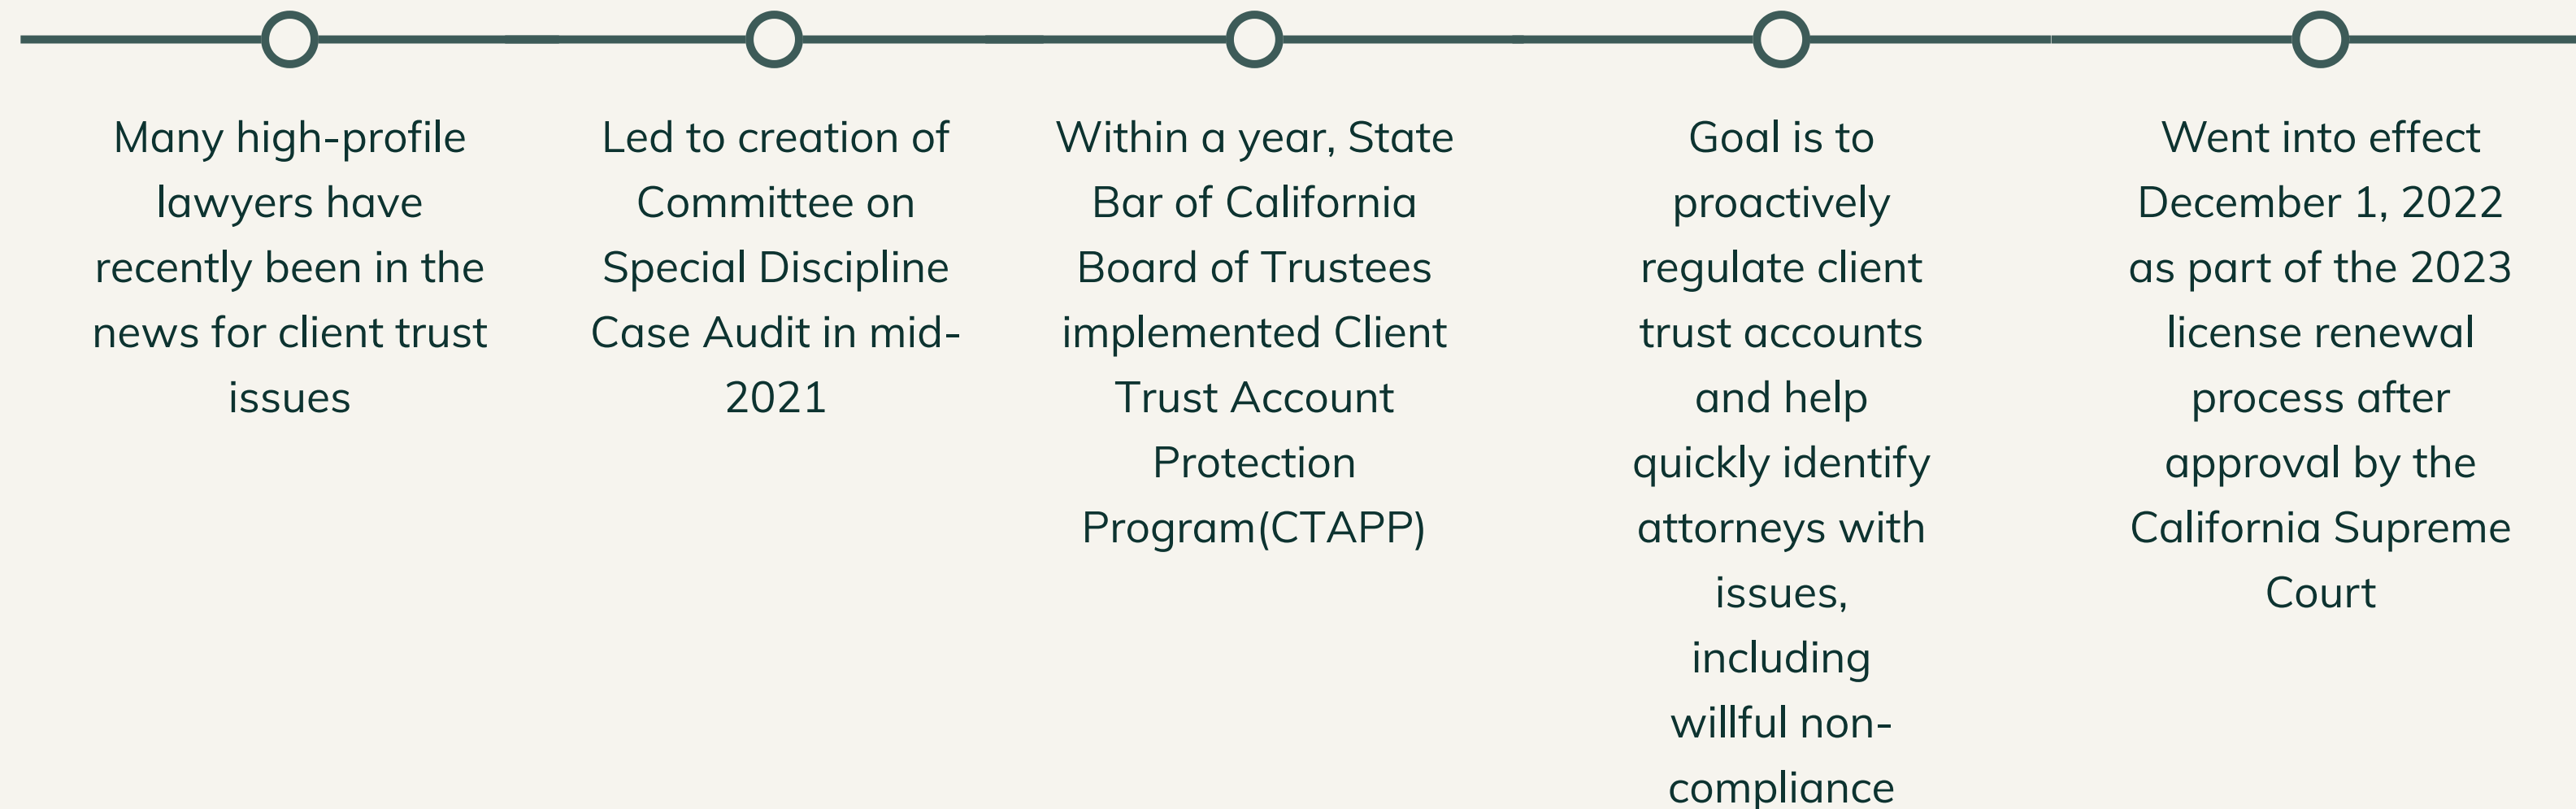 Many high-profile
lawyers have
recently been in the
news for client trust
issues
Led to creation of
Committee on
Special Discipline
Case Audit in mid-
2021
Within a year, State
Bar of California
Board of Trustees
implemented Client
Trust Account
Protection
Program(CTAPP)
Goal is to
proactively
regulate client
trust accounts
and help
quickly identify
attorneys with
issues,
including
willful non-
compliance
Went into effect
December 1, 2022
as part of the 2023
license renewal
process after
approval by the
California Supreme
Court